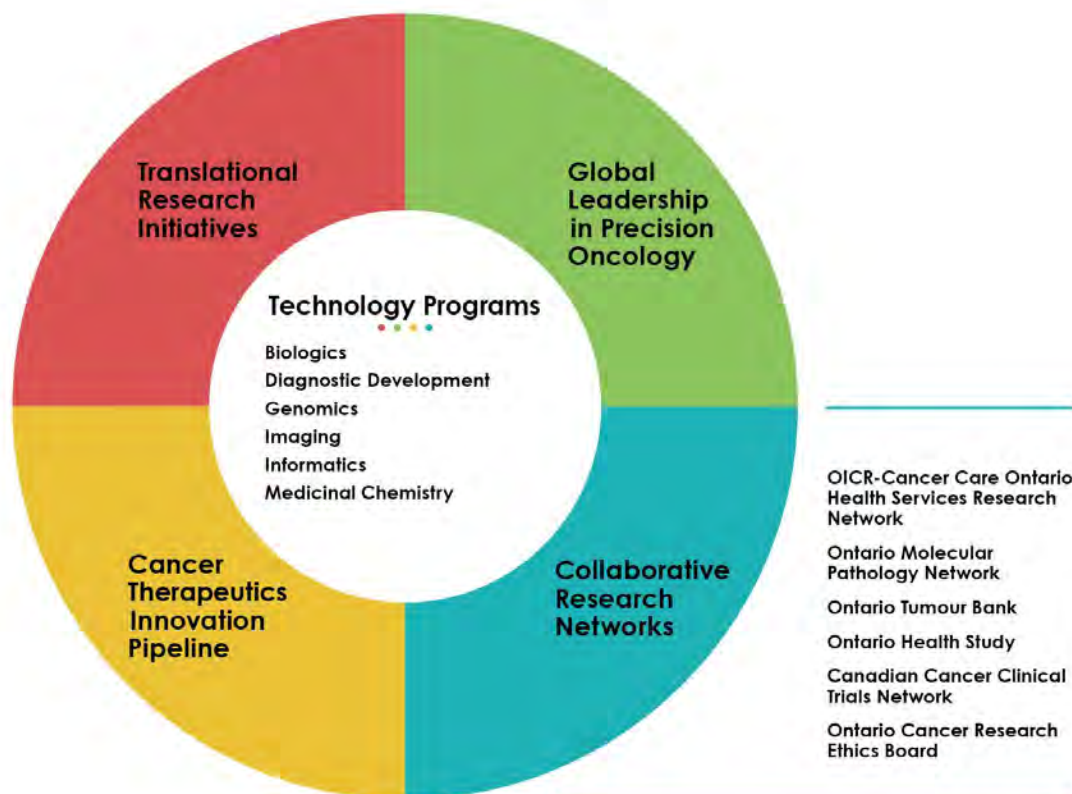 Translational
Research
Initiatives
Global
Leadership
in Precision
Oncology
Technology Programs
Biologics
Diagnostic Development
Genomics
Imaging
Informatics
Medicinal Chemistry
Cancer
Therapeutics
Innovation
Pipeline
Collaborative
Research
Networks
OICR-Cancer Care Ontario
Health Services Research
Network
Ontario Molecular
Pathology Network
Ontario Tumour Bank
Ontario Health Study
Canadian Cancer Clinical
Trials Network
Ontario Cancer Research
Ethics Board